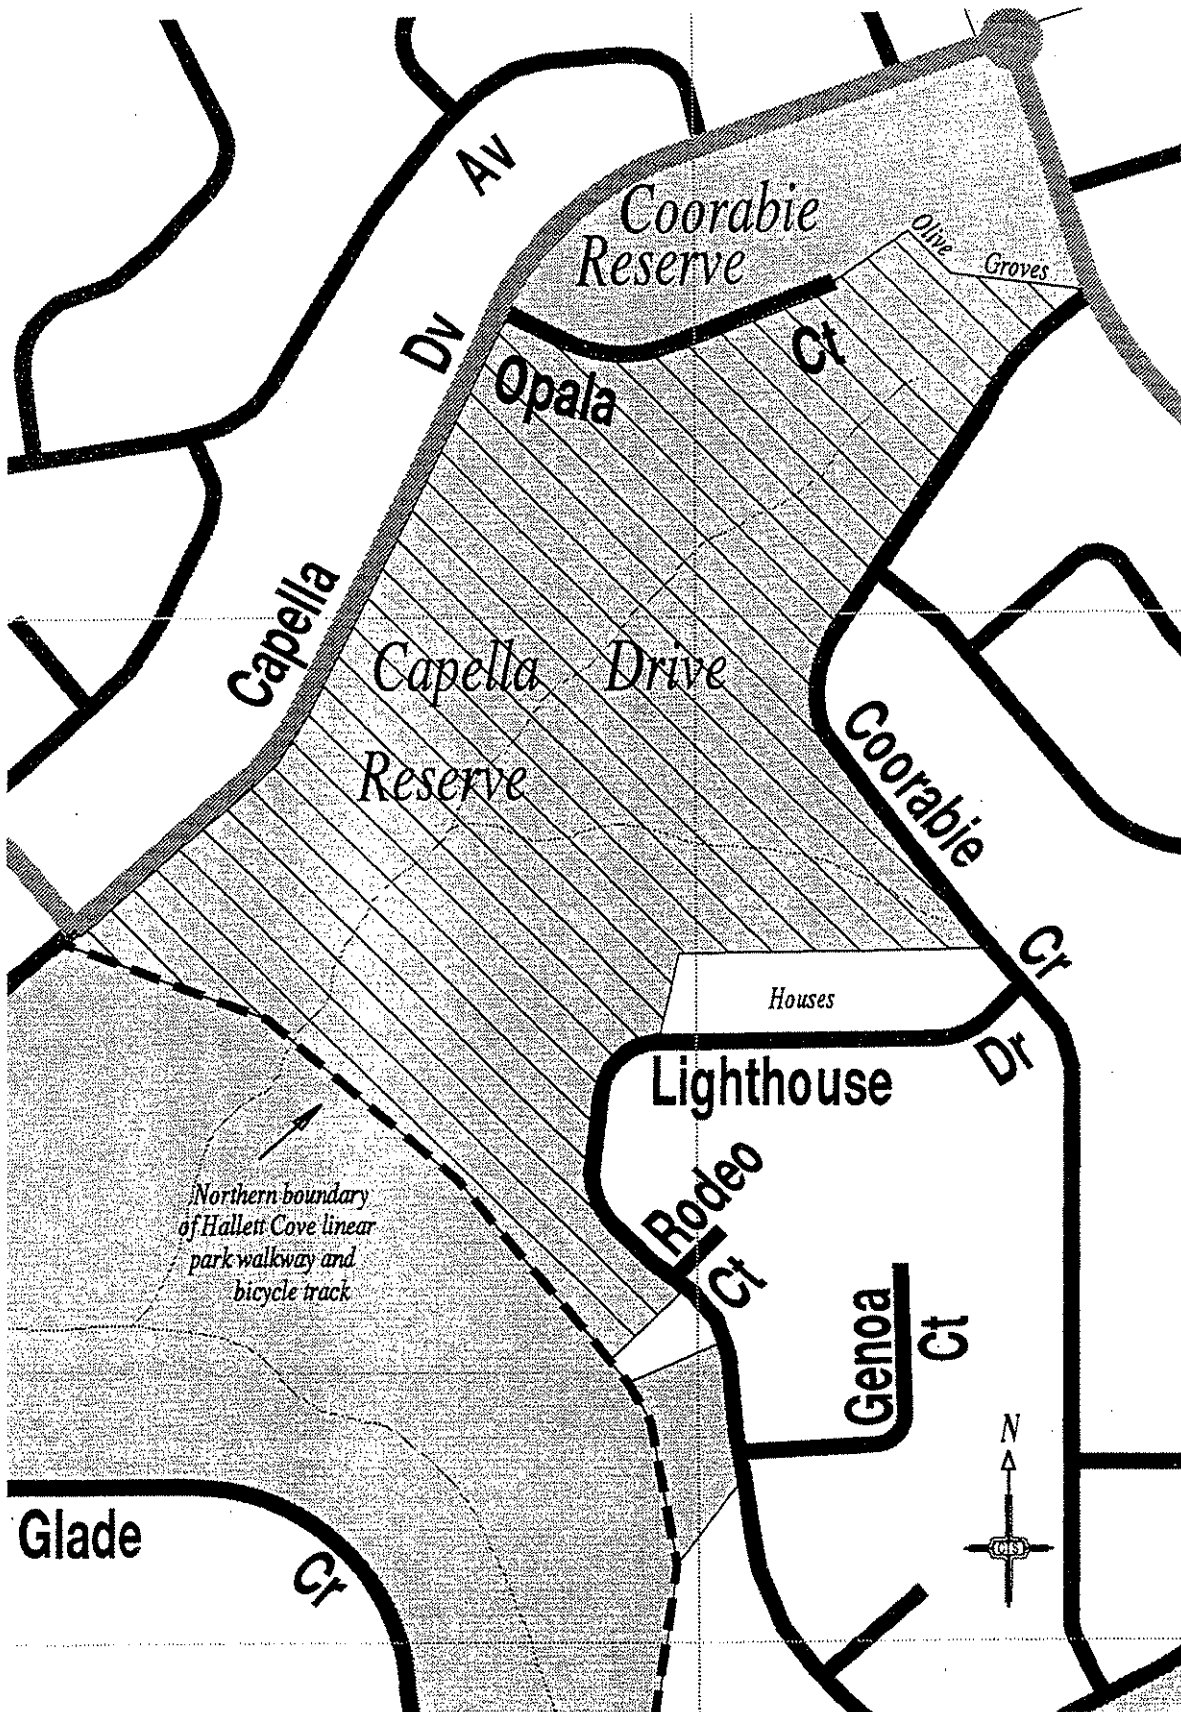 Av
Coorabie
Reserve
Olive
Groves
Dv
Opala
Ct
Capella
Capella Drive
Reserve
Coorabie
Cr
Houses
Lighthouse
Dr
Northern boundary
of Hallett Cove linear
park walkway and
bicycle track
Rodeo
Ct
Genoa
Ct
N
Glade
Cr